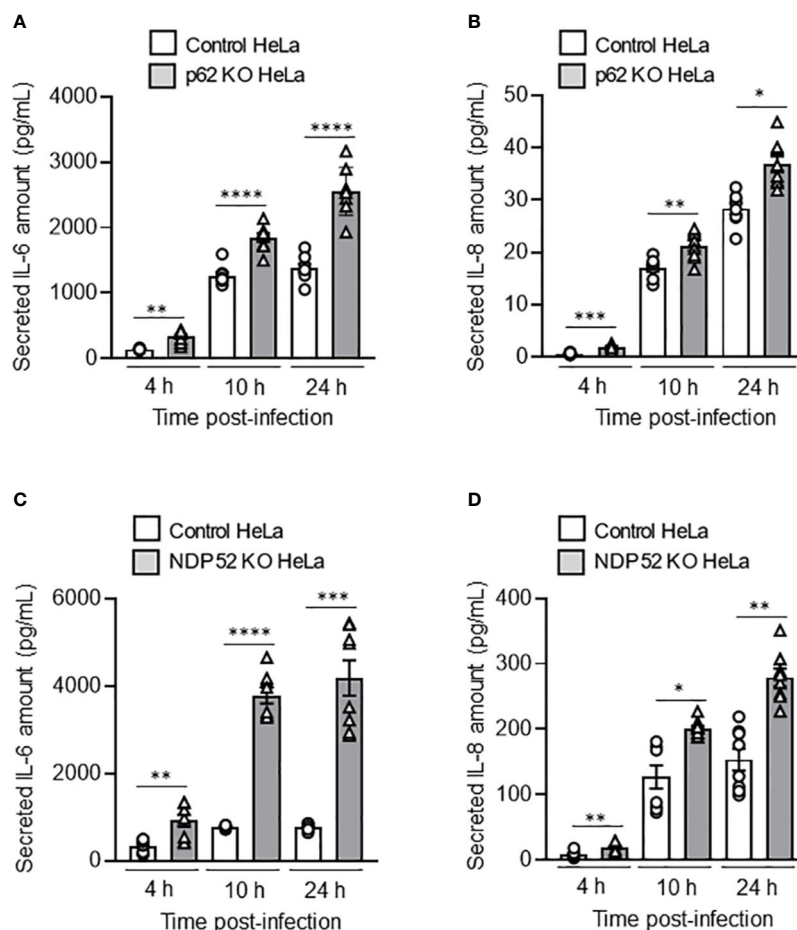 A
Control HeLa
p62 KO HeLa
Secreted IL-6 amount (pg/mL)
4000
3000
2000
1000
0
**
****
****
4 h
10 h
24 h
Time post-infection
B
Control HeLa
p62 KO HeLa
Secreted IL-8 amount (pg/mL)
50
40
30
20
10
0
***
**
*
4 h
10 h
24 h
Time post-infection
C
Control HeLa
NDP52 KO HeLa
Secreted IL-6 amount (pg/mL)
6000
4000
2000
0
**
****
***
4 h
10 h
24 h
Time post-infection
D
Control HeLa
NDP52 KO HeLa
Secreted IL-8 amount (pg/mL)
400
300
200
100
0
**
*
**
4 h
10 h
24 h
Time post-infection